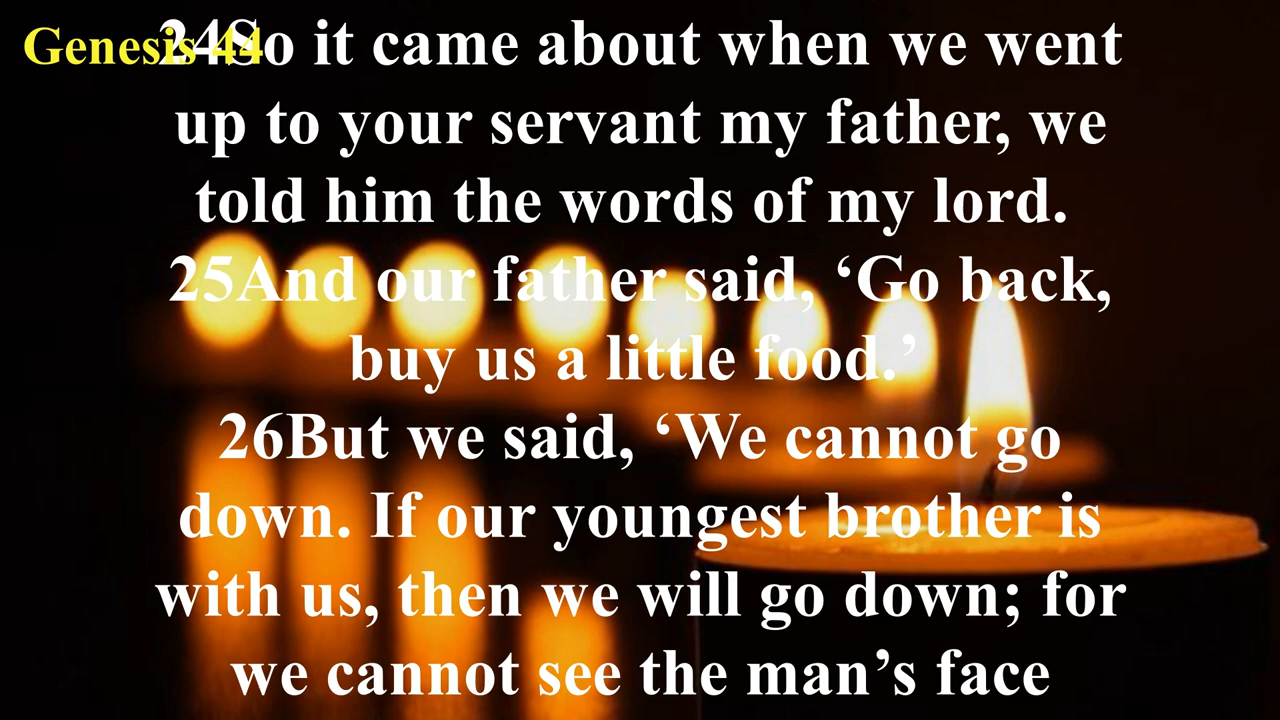 Genesis 44
24So it came about when we went
up to your servant my father, we
told him the words of my lord.
25And our father said, ‘Go back,
buy us a little food.’
26But we said, ‘We cannot go
down. If our youngest brother is
with us, then we will go down; for
we cannot see the man’s face